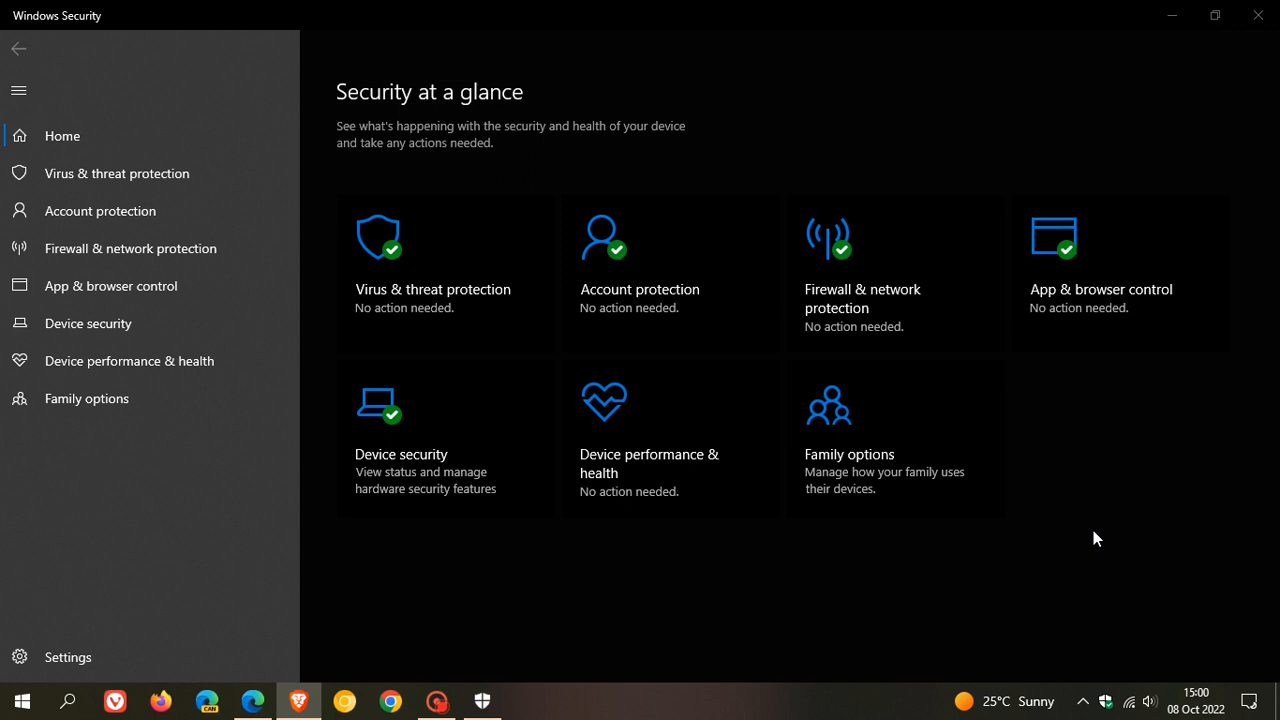 Windows Security
Home
Virus & threat protection
Account protection
Firewall & network protection
App & browser control
Device security
Device performance & health
Family options
Settings
Security at a glance
See what's happening with the security and health of your device
and take any actions needed.
Virus & threat protection
No action needed.
Account protection
No action needed.
Firewall & network
protection
No action needed.
App & browser control
No action needed.
Device security
View status and manage
hardware security features
Device performance &
health
No action needed.
Family options
Manage how your family uses
their devices.
CAN
25°C Sunny
15:00
08 Oct 2022